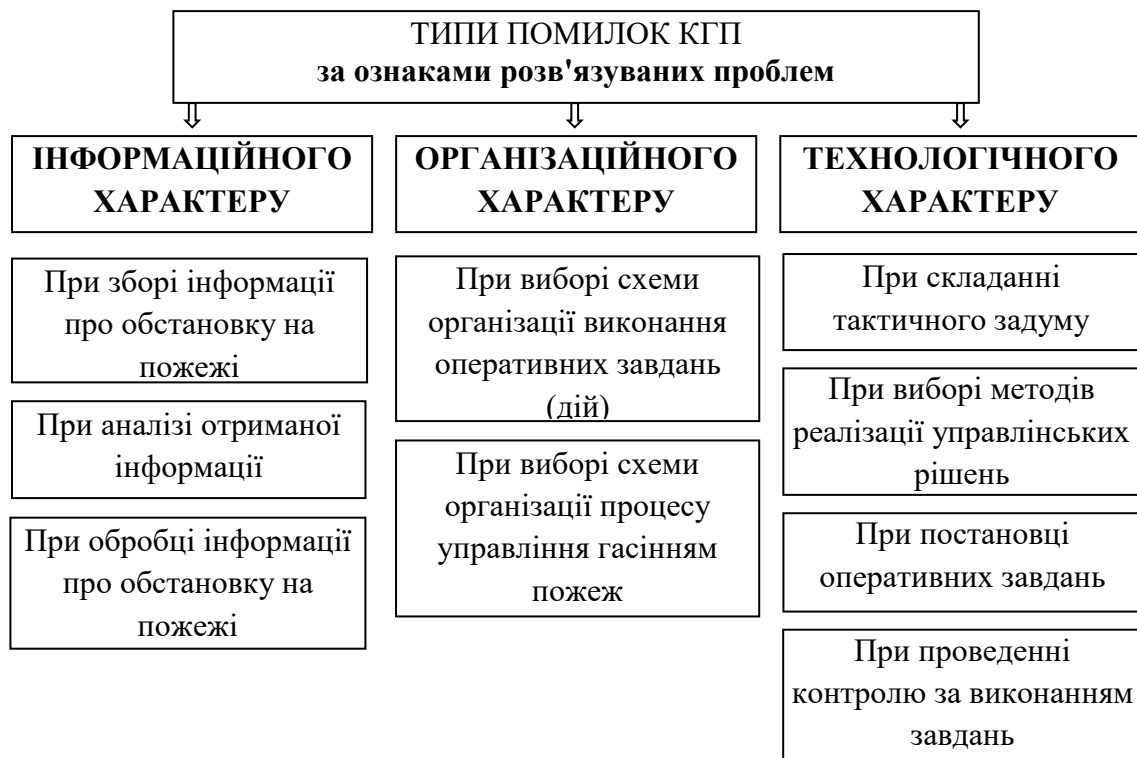 ТИПИ ПОМИЛОК КГП
за ознаками розв'язуваних проблем
ІНФОРМАЦІЙНОГО
ХАРАКТЕРУ
ОРГАНІЗАЦІЙНОГО
ХАРАКТЕРУ
ТЕХНОЛОГІЧНОГО
ХАРАКТЕРУ
При зборі інформації
про обстановку на
пожежі
При аналізі отриманої
інформації
При обробці інформації
про обстановку на
пожежі
При виборі схеми
організації виконання
оперативних завдань
(дій)
При виборі схеми
організації процесу
управління гасінням
пожеж
При складанні
тактичного задуму
При виборі методів
реалізації управлінських
рішень
При постановці
оперативних завдань
При проведенні
контролю за виконанням
завдань